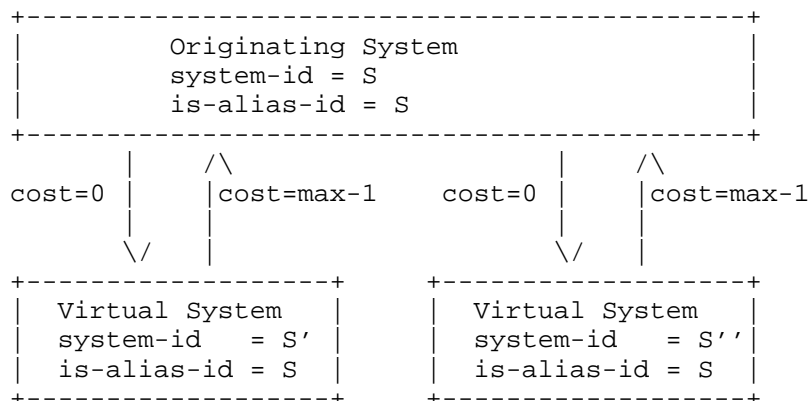 Originating System
system-id = S
is-alias-id = S
cost=0 cost=max-1 cost=0 cost=max-1
Virtual System Virtual System
system-id = S' system-id = S''
is-alias-id = S is-alias-id = S